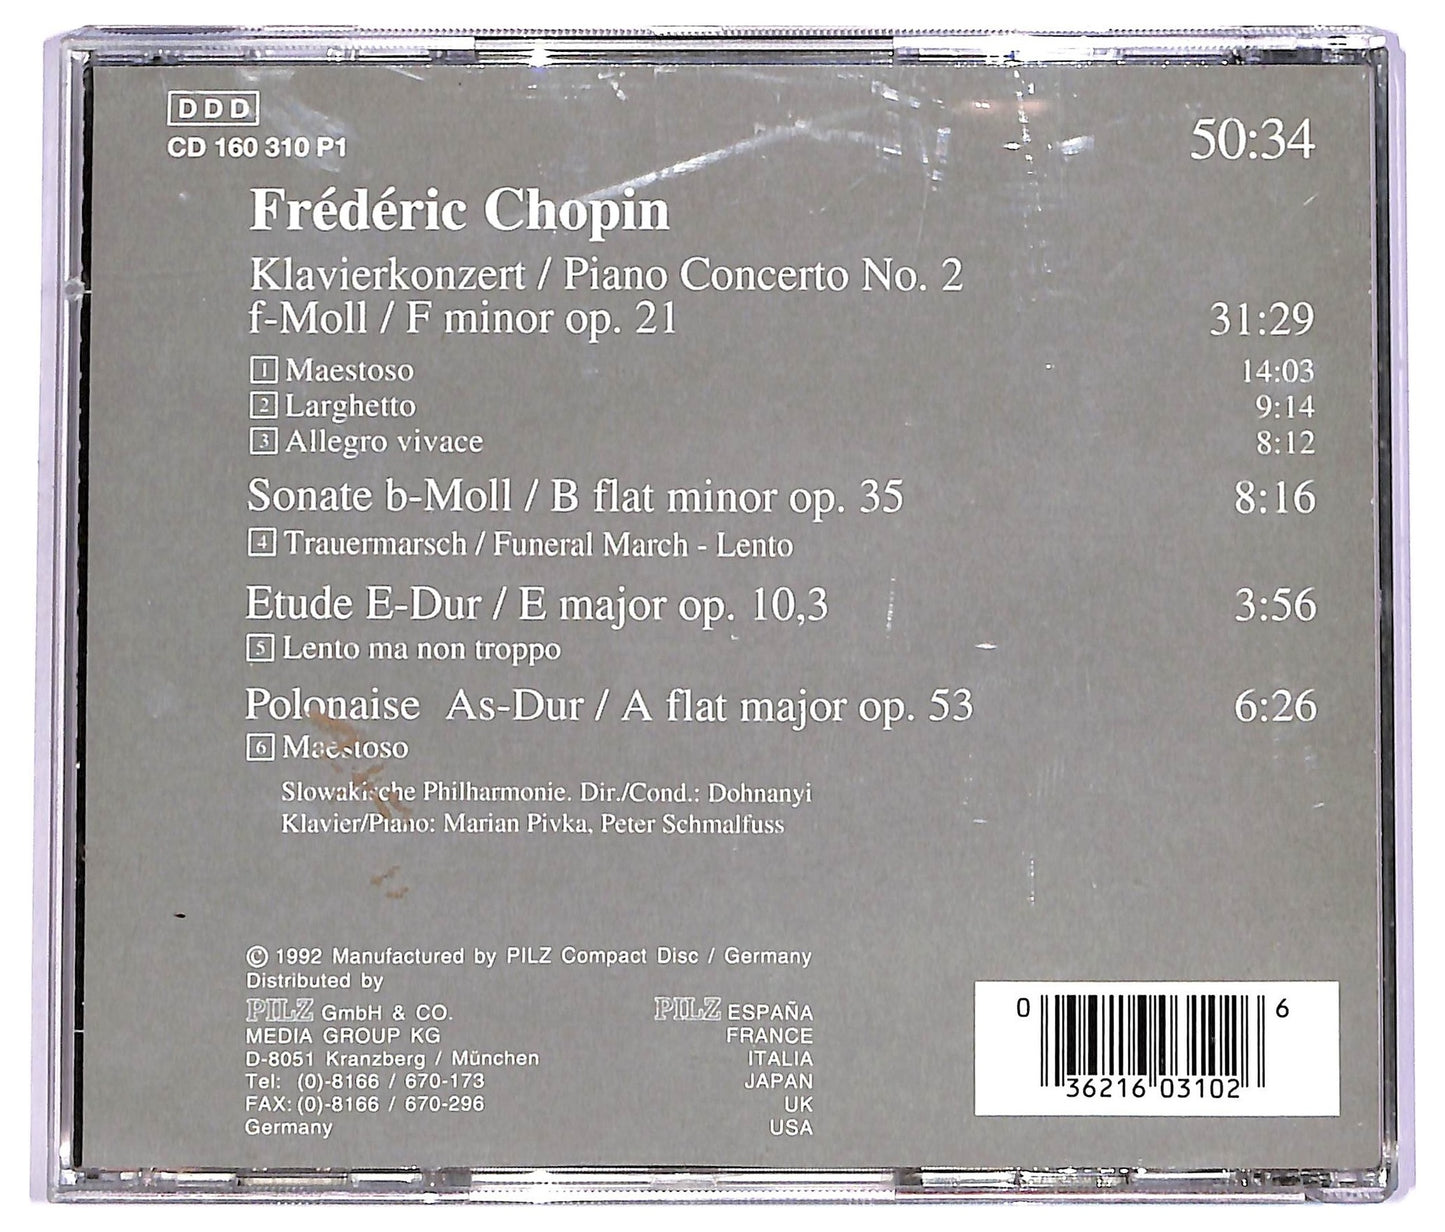 DDD
CD 160 310 P1
50:34
Frédéric Chopin
Klavierkonzert / Piano Concerto No. 2
f-Moll / F minor op. 21 31:29
1 Maestoso 14:03
2 Larghetto 9:14
3 Allegro vivace 8:12
Sonate b-Moll / B flat minor op. 35 8:16
4 Trauermarsch / Funeral March - Lento
Etude E-Dur / E major op. 10,3 3:56
5 Lento ma non troppo
Polonaise As-Dur / A flat major op. 53 6:26
6 Maestoso
Slowakische Philharmonie. Dir./Cond.: Dohnanyi
Klavier/Piano: Marian Pivka, Peter Schmalfuss
© 1992 Manufactured by PILZ Compact Disc / Germany
Distributed by
PILZ GmbH & CO.
MEDIA GROUP KG
D-8051 Kranzberg / München
Tel: (0)-8166 / 670-173
FAX: (0)-8166 / 670-296
Germany
PILZ ESPAÑA
FRANCE
ITALIA
JAPAN
UK
USA
0 36216 03102 6